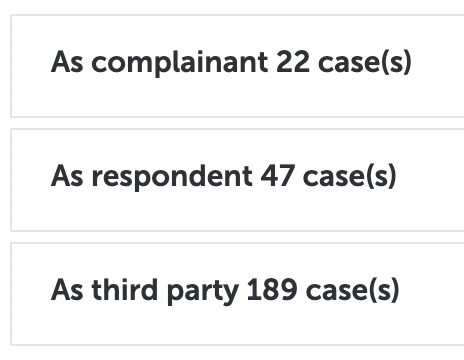 As complainant 22 case(s)
As respondent 47 case(s)
As third party 189 case(s)